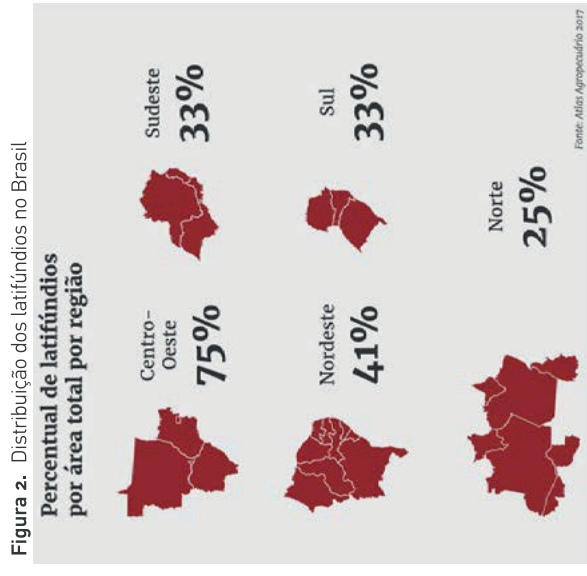 Figura 2. Distribuição dos latifúndios no Brasil
Percentual de latifúndios
por área total por região
Centro-
Oeste
75%
Sudeste
33%
Nordeste
41%
Sul
33%
Norte
25%
Fonte: Atlas Agropecuário 2017